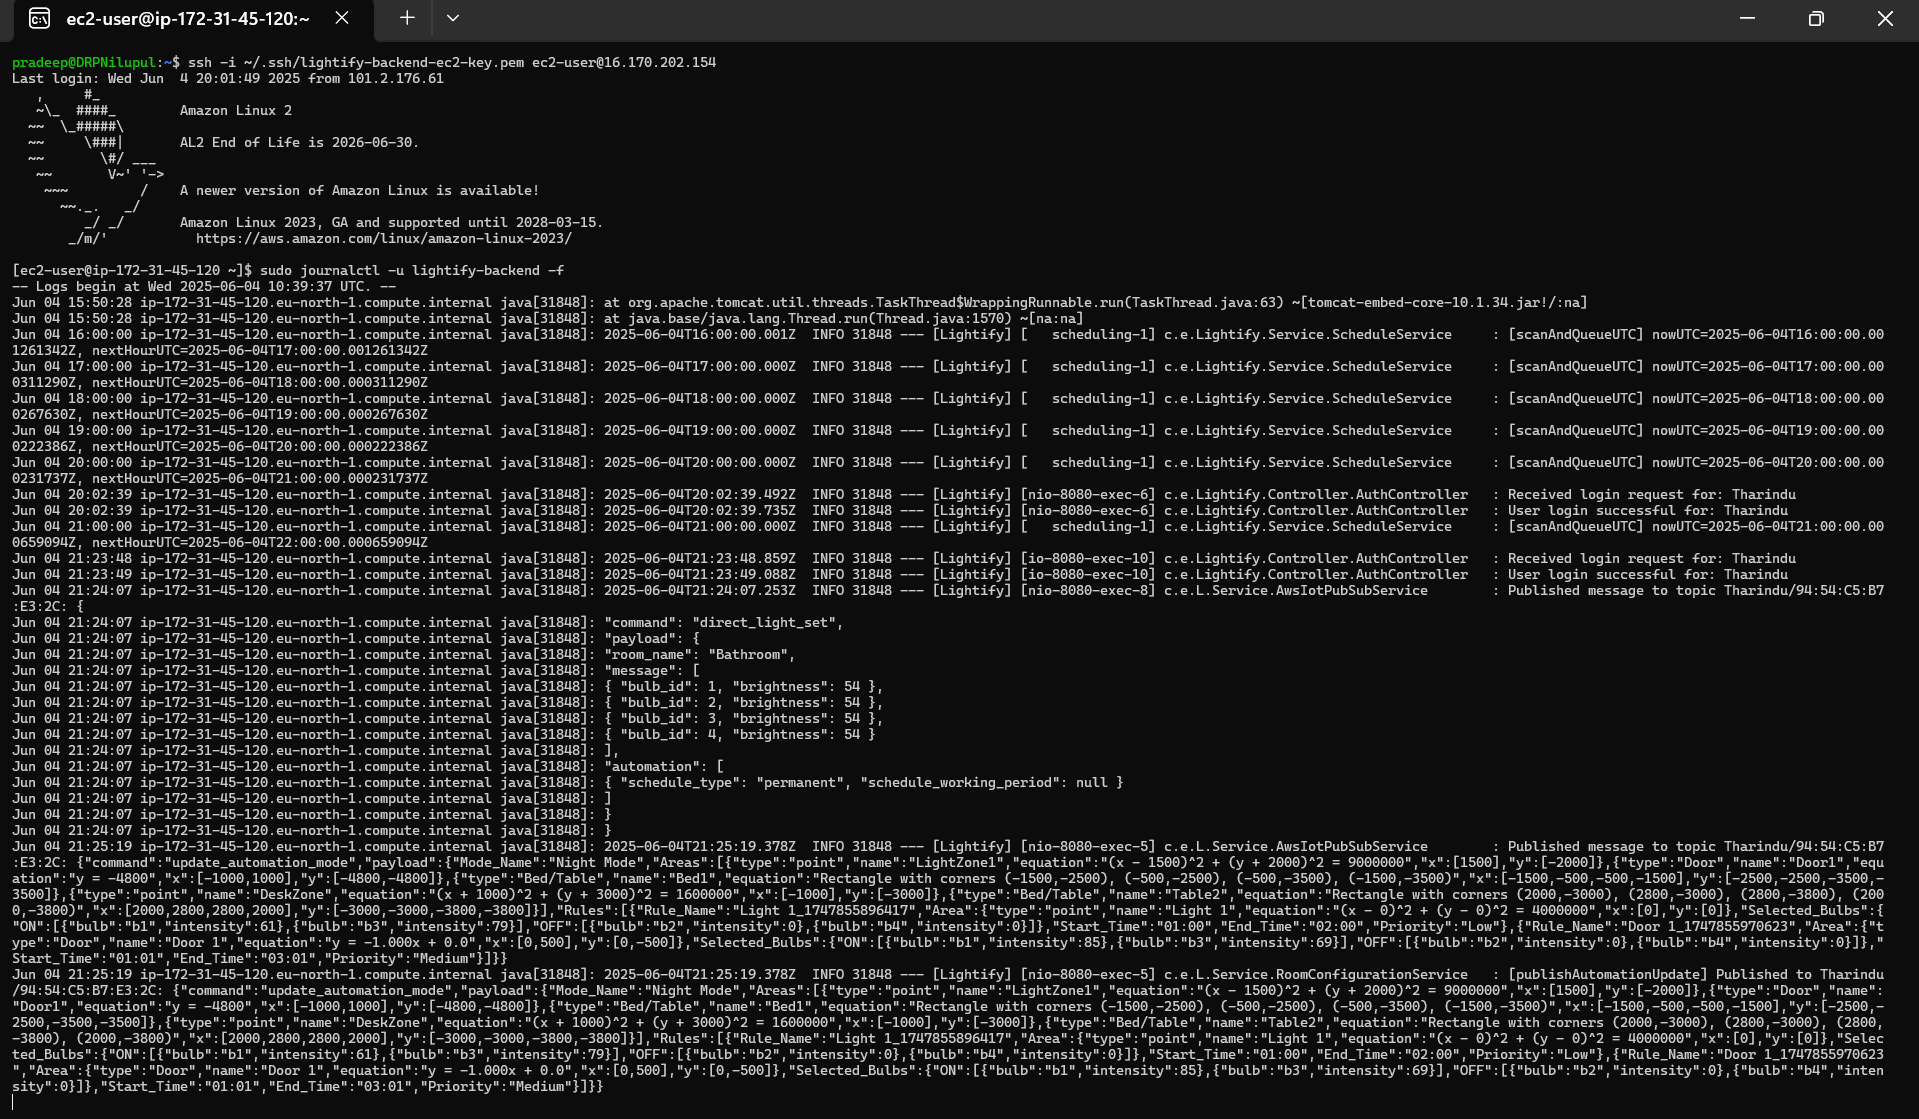 ec2-user@ip-172-31-45-120:~
pradeep@DRPNilupul:~$ ssh -i ~/.ssh/lightify-backend-ec2-key.pem ec2-user@16.170.202.154
Last login: Wed Jun  4 20:01:49 2025 from 101.2.176.61
   ,     #_
   ~\_  ####_        Amazon Linux 2
  ~~  \_#####\
  ~~     \###|       AL2 End of Life is 2026-06-30.
  ~~       \#/ ___
   ~~       V~' '->
    ~~~         /    A newer version of Amazon Linux is available!
      ~~._.   _/
         _/ _/       Amazon Linux 2023, GA and supported until 2028-03-15.
       _/m/'           https://aws.amazon.com/linux/amazon-linux-2023/
[ec2-user@ip-172-31-45-120 ~]$ sudo journalctl -u lightify-backend -f
-- Logs begin at Wed 2025-06-04 10:39:37 UTC. --
Jun 04 15:50:28 ip-172-31-45-120.eu-north-1.compute.internal java[31848]: at org.apache.tomcat.util.threads.TaskThread$WrappingRunnable.run(TaskThread.java:63) ~[tomcat-embed-core-10.1.34.jar!/:na]
Jun 04 15:50:28 ip-172-31-45-120.eu-north-1.compute.internal java[31848]: at java.base/java.lang.Thread.run(Thread.java:1570) ~[na:na]
Jun 04 16:00:00 ip-172-31-45-120.eu-north-1.compute.internal java[31848]: 2025-06-04T16:00:00.001Z  INFO 31848 --- [Lightify] [   scheduling-1] c.e.Lightify.Service.ScheduleService     : [scanAndQueueUTC] nowUTC=2025-06-04T16:00:00.00
1261342Z, nextHourUTC=2025-06-04T17:00:00.001261342Z
Jun 04 17:00:00 ip-172-31-45-120.eu-north-1.compute.internal java[31848]: 2025-06-04T17:00:00.000Z  INFO 31848 --- [Lightify] [   scheduling-1] c.e.Lightify.Service.ScheduleService     : [scanAndQueueUTC] nowUTC=2025-06-04T17:00:00.00
0311290Z, nextHourUTC=2025-06-04T18:00:00.000311290Z
Jun 04 18:00:00 ip-172-31-45-120.eu-north-1.compute.internal java[31848]: 2025-06-04T18:00:00.000Z  INFO 31848 --- [Lightify] [   scheduling-1] c.e.Lightify.Service.ScheduleService     : [scanAndQueueUTC] nowUTC=2025-06-04T18:00:00.00
0267630Z, nextHourUTC=2025-06-04T19:00:00.000267630Z
Jun 04 19:00:00 ip-172-31-45-120.eu-north-1.compute.internal java[31848]: 2025-06-04T19:00:00.000Z  INFO 31848 --- [Lightify] [   scheduling-1] c.e.Lightify.Service.ScheduleService     : [scanAndQueueUTC] nowUTC=2025-06-04T19:00:00.00
0222386Z, nextHourUTC=2025-06-04T20:00:00.000222386Z
Jun 04 20:00:00 ip-172-31-45-120.eu-north-1.compute.internal java[31848]: 2025-06-04T20:00:00.000Z  INFO 31848 --- [Lightify] [   scheduling-1] c.e.Lightify.Service.ScheduleService     : [scanAndQueueUTC] nowUTC=2025-06-04T20:00:00.00
0231737Z, nextHourUTC=2025-06-04T21:00:00.000231737Z
Jun 04 20:02:39 ip-172-31-45-120.eu-north-1.compute.internal java[31848]: 2025-06-04T20:02:39.492Z  INFO 31848 --- [Lightify] [nio-8080-exec-6] c.e.Lightify.Controller.AuthController   : Received login request for: Tharindu
Jun 04 20:02:39 ip-172-31-45-120.eu-north-1.compute.internal java[31848]: 2025-06-04T20:02:39.735Z  INFO 31848 --- [Lightify] [nio-8080-exec-6] c.e.Lightify.Controller.AuthController   : User login successful for: Tharindu
Jun 04 21:00:00 ip-172-31-45-120.eu-north-1.compute.internal java[31848]: 2025-06-04T21:00:00.000Z  INFO 31848 --- [Lightify] [   scheduling-1] c.e.Lightify.Service.ScheduleService     : [scanAndQueueUTC] nowUTC=2025-06-04T21:00:00.00
0659094Z, nextHourUTC=2025-06-04T22:00:00.000659094Z
Jun 04 21:23:48 ip-172-31-45-120.eu-north-1.compute.internal java[31848]: 2025-06-04T21:23:48.859Z  INFO 31848 --- [Lightify] [io-8080-exec-10] c.e.Lightify.Controller.AuthController   : Received login request for: Tharindu
Jun 04 21:23:49 ip-172-31-45-120.eu-north-1.compute.internal java[31848]: 2025-06-04T21:23:49.088Z  INFO 31848 --- [Lightify] [io-8080-exec-10] c.e.Lightify.Controller.AuthController   : User login successful for: Tharindu
Jun 04 21:24:07 ip-172-31-45-120.eu-north-1.compute.internal java[31848]: 2025-06-04T21:24:07.253Z  INFO 31848 --- [Lightify] [nio-8080-exec-8] c.e.L.Service.AwsIotPubSubService        : Published message to topic Tharindu/94:54:C5:B7
:E3:2C: {
Jun 04 21:24:07 ip-172-31-45-120.eu-north-1.compute.internal java[31848]: "command": "direct_light_set",
Jun 04 21:24:07 ip-172-31-45-120.eu-north-1.compute.internal java[31848]: "payload": {
Jun 04 21:24:07 ip-172-31-45-120.eu-north-1.compute.internal java[31848]: "room_name": "Bathroom",
Jun 04 21:24:07 ip-172-31-45-120.eu-north-1.compute.internal java[31848]: "message": [
Jun 04 21:24:07 ip-172-31-45-120.eu-north-1.compute.internal java[31848]: { "bulb_id": 1, "brightness": 54 },
Jun 04 21:24:07 ip-172-31-45-120.eu-north-1.compute.internal java[31848]: { "bulb_id": 2, "brightness": 54 },
Jun 04 21:24:07 ip-172-31-45-120.eu-north-1.compute.internal java[31848]: { "bulb_id": 3, "brightness": 54 },
Jun 04 21:24:07 ip-172-31-45-120.eu-north-1.compute.internal java[31848]: { "bulb_id": 4, "brightness": 54 }
Jun 04 21:24:07 ip-172-31-45-120.eu-north-1.compute.internal java[31848]: ],
Jun 04 21:24:07 ip-172-31-45-120.eu-north-1.compute.internal java[31848]: "automation": [
Jun 04 21:24:07 ip-172-31-45-120.eu-north-1.compute.internal java[31848]: { "schedule_type": "permanent", "schedule_working_period": null }
Jun 04 21:24:07 ip-172-31-45-120.eu-north-1.compute.internal java[31848]: ]
Jun 04 21:24:07 ip-172-31-45-120.eu-north-1.compute.internal java[31848]: }
Jun 04 21:24:07 ip-172-31-45-120.eu-north-1.compute.internal java[31848]: }
Jun 04 21:25:19 ip-172-31-45-120.eu-north-1.compute.internal java[31848]: 2025-06-04T21:25:19.378Z  INFO 31848 --- [Lightify] [nio-8080-exec-5] c.e.L.Service.AwsIotPubSubService        : Published message to topic Tharindu/94:54:C5:B7
:E3:2C: {"command":"update_automation_mode","payload":{"Mode_Name":"Night Mode","Areas":[{"type":"point","name":"LightZone1","equation":"(x - 1500)^2 + (y + 2000)^2 = 9000000","x":[1500],"y":[-2000]},{"type":"Door","name":"Door1","equ
ation":"y = -4800","x":[-1000,1000],"y":[-4800,-4800]},{"type":"Bed/Table","name":"Bed1","equation":"Rectangle with corners (-1500,-2500), (-500,-2500), (-500,-3500), (-1500,-3500)","x":[-1500,-500,-500,-1500],"y":[-2500,-2500,-3500,-
3500]},{"type":"point","name":"DeskZone","equation":"(x + 1000)^2 + (y + 3000)^2 = 1600000","x":[-1000],"y":[-3000]},{"type":"Bed/Table","name":"Table2","equation":"Rectangle with corners (2000,-3000), (2800,-3000), (2800,-3800), (200
0,-3800)","x":[2000,2800,2800,2000],"y":[-3000,-3000,-3800,-3800]}],"Rules":[{"Rule_Name":"Light 1_1747855896417","Area":{"type":"point","name":"Light 1","equation":"(x - 0)^2 + (y - 0)^2 = 4000000","x":[0],"y":[0]},"Selected_Bulbs":{
"ON":[{"bulb":"b1","intensity":61},{"bulb":"b3","intensity":79}],"OFF":[{"bulb":"b2","intensity":0},{"bulb":"b4","intensity":0}]},"Start_Time":"01:00","End_Time":"02:00","Priority":"Low"},{"Rule_Name":"Door 1_1747855970623","Area":{"t
ype":"Door","name":"Door 1","equation":"y = -1.000x + 0.0","x":[0,500],"y":[0,-500]},"Selected_Bulbs":{"ON":[{"bulb":"b1","intensity":85},{"bulb":"b3","intensity":69}],"OFF":[{"bulb":"b2","intensity":0},{"bulb":"b4","intensity":0}]},"
Start_Time":"01:01","End_Time":"03:01","Priority":"Medium"}]}}
Jun 04 21:25:19 ip-172-31-45-120.eu-north-1.compute.internal java[31848]: 2025-06-04T21:25:19.378Z  INFO 31848 --- [Lightify] [nio-8080-exec-5] c.e.L.Service.RoomConfigurationService   : [publishAutomationUpdate] Published to Tharindu
/94:54:C5:B7:E3:2C: {"command":"update_automation_mode","payload":{"Mode_Name":"Night Mode","Areas":[{"type":"point","name":"LightZone1","equation":"(x - 1500)^2 + (y + 2000)^2 = 9000000","x":[1500],"y":[-2000]},{"type":"Door","name":
"Door1","equation":"y = -4800","x":[-1000,1000],"y":[-4800,-4800]},{"type":"Bed/Table","name":"Bed1","equation":"Rectangle with corners (-1500,-2500), (-500,-2500), (-500,-3500), (-1500,-3500)","x":[-1500,-500,-500,-1500],"y":[-2500,-
2500,-3500,-3500]},{"type":"point","name":"DeskZone","equation":"(x + 1000)^2 + (y + 3000)^2 = 1600000","x":[-1000],"y":[-3000]},{"type":"Bed/Table","name":"Table2","equation":"Rectangle with corners (2000,-3000), (2800,-3000), (2800,
-3800), (2000,-3800)","x":[2000,2800,2800,2000],"y":[-3000,-3000,-3800,-3800]}],"Rules":[{"Rule_Name":"Light 1_1747855896417","Area":{"type":"point","name":"Light 1","equation":"(x - 0)^2 + (y - 0)^2 = 4000000","x":[0],"y":[0]},"Selec
ted_Bulbs":{"ON":[{"bulb":"b1","intensity":61},{"bulb":"b3","intensity":79}],"OFF":[{"bulb":"b2","intensity":0},{"bulb":"b4","intensity":0}]},"Start_Time":"01:00","End_Time":"02:00","Priority":"Low"},{"Rule_Name":"Door 1_1747855970623
","Area":{"type":"Door","name":"Door 1","equation":"y = -1.000x + 0.0","x":[0,500],"y":[0,-500]},"Selected_Bulbs":{"ON":[{"bulb":"b1","intensity":85},{"bulb":"b3","intensity":69}],"OFF":[{"bulb":"b2","intensity":0},{"bulb":"b4","inten
sity":0}]},"Start_Time":"01:01","End_Time":"03:01","Priority":"Medium"}]}}